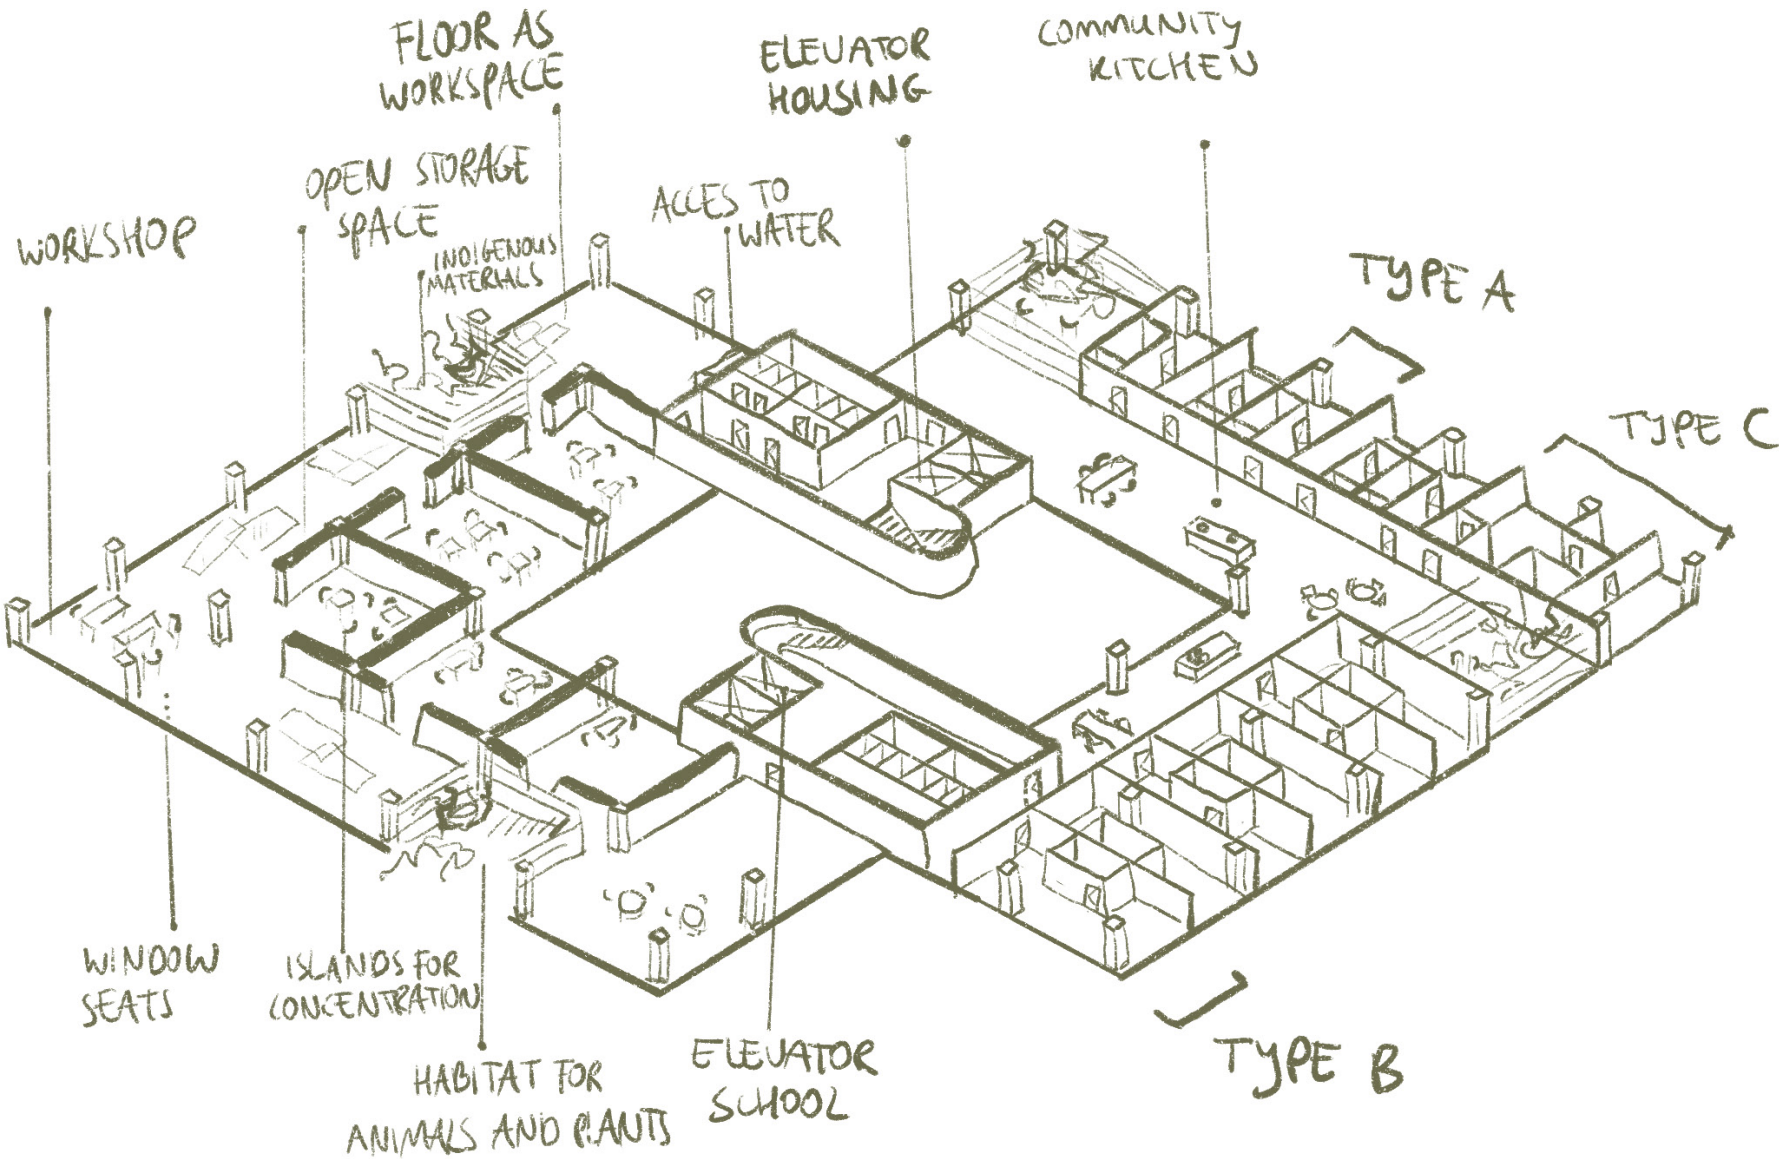 FLOOR AS
WORKSPACE
ELEVATOR
HOUSING
COMMUNITY
KITCHEN
OPEN STORAGE
SPACE
ACCES TO
WATER
WORKSHOP
INDIGENOUS
MATERIALS
TYPE A
TYPE C
WINDOW
SEATS
ISLANDS FOR
CONCENTRATION
HABITAT FOR
ANIMALS AND PLANTS
ELEVATOR
SCHOOL
TYPE B